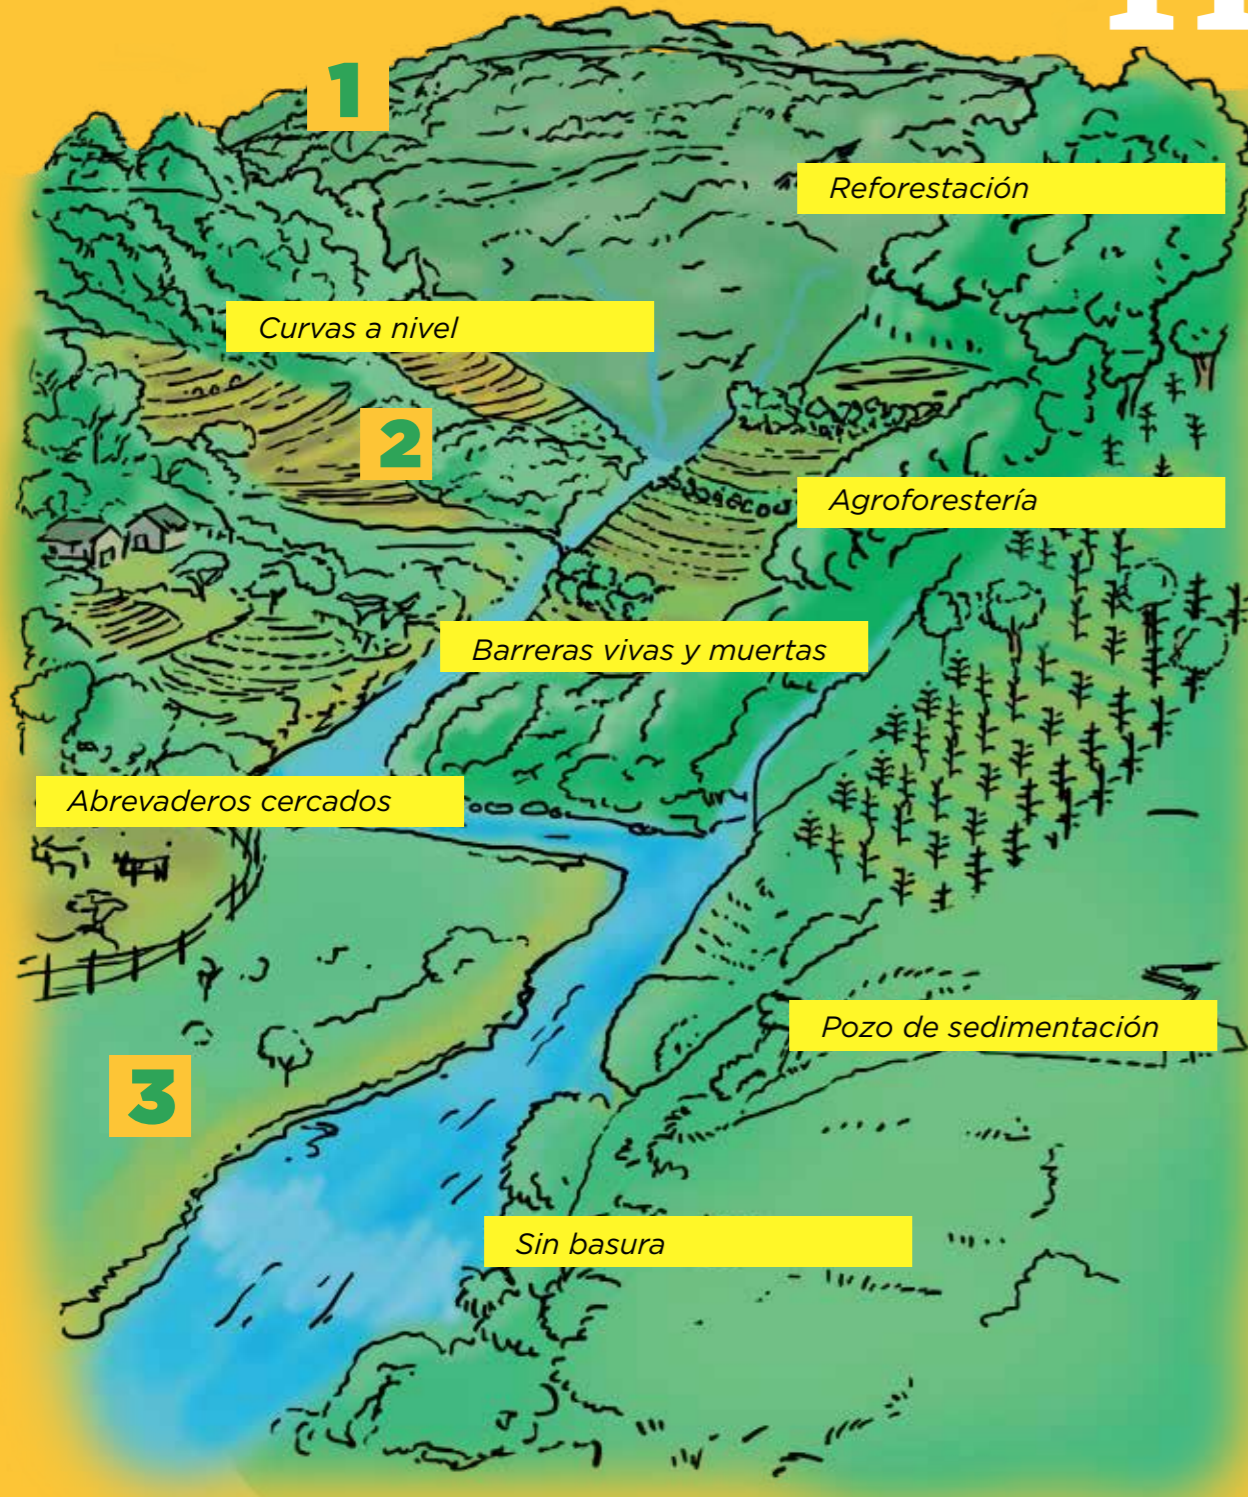 1
Reforestación
Curvas a nivel
2
Agroforestería
Barreras vivas y muertas
Abrevaderos cercados
Pozo de sedimentación
3
Sin basura